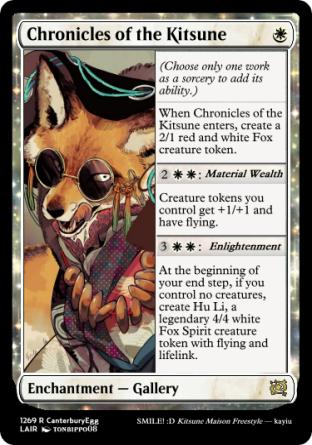 Chronicles of the Kitsune
(Choose only one work
as a sorcery to add its
ability.)
When Chronicles of the
Kitsune enters, create a
2/1 red and white Fox
creature token.
2 : Material Wealth
Creature tokens you
control get +1/+1 and
have flying.
3 : Enlightenment
At the beginning of
your end step, if you
control no creatures,
create Hu Li, a
legendary 4/4 white
Fox Spirit creature
token with flying and
lifelink.
Enchantment — Gallery
1269 R CanterburyEgg
LAIR TONBIPPO08
SMILE! :D Kitsune Maison Freestyle — kayiu